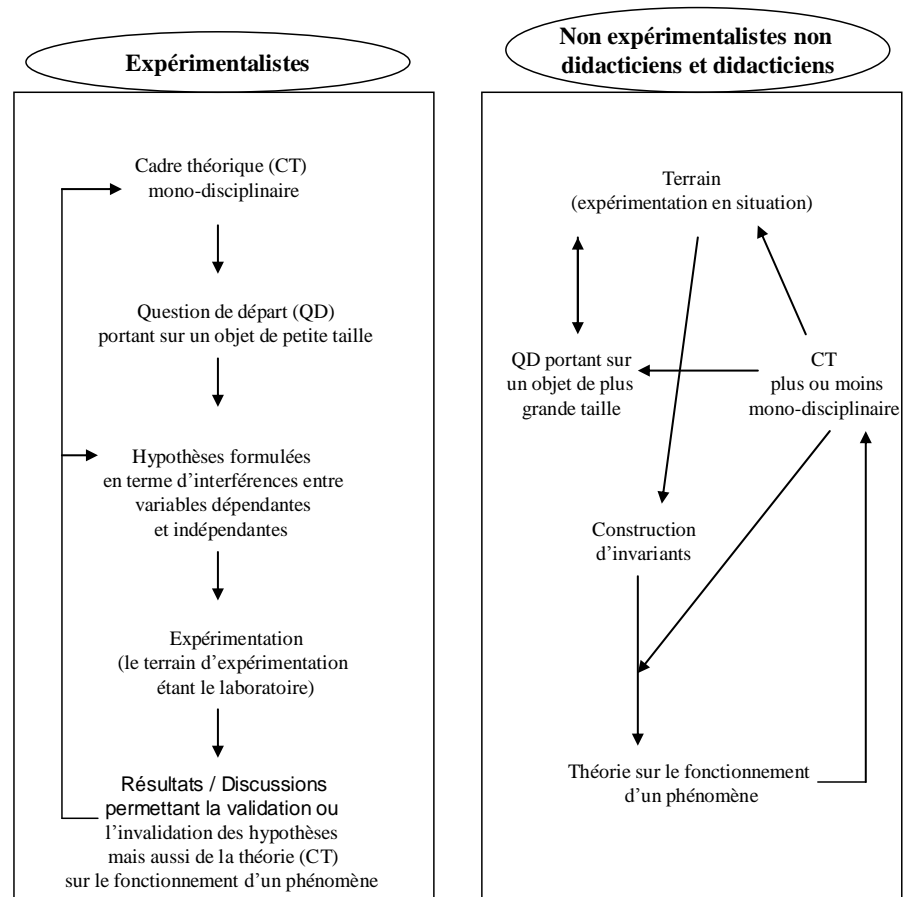 Expérimentalistes
Cadre théorique (CT)
mono-disciplinaire
Question de départ (QD)
portant sur un objet de petite taille
Hypothèses formulées
en terme d'interférences entre
variables dépendantes
et indépendantes
Expérimentation
(le terrain d'expérimentation
étant le laboratoire)
Résultats / Discussions
permettant la validation ou
l'invalidation des hypothèses
mais aussi de la théorie (CT)
sur le fonctionnement d'un phénomène
Non expérimentalistes non
didacticiens et didacticiens
Terrain
(expérimentation en situation)
QD portant sur
un objet de plus
grande taille
CT
plus ou moins
mono-disciplinaire
Construction
d'invariants
Théorie sur le fonctionnement
d'un phénomène